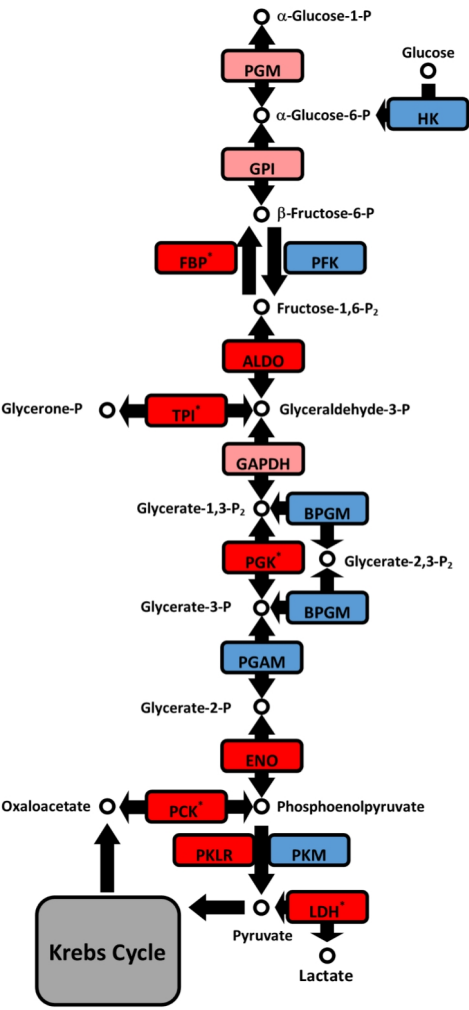 α-Glucose-1-P
PGM
Glucose
α-Glucose-6-P
HK
GPI
β-Fructose-6-P
FBP*
PFK
Fructose-1,6-P₂
ALDO
Glycerone-P
TPI*
Glyceraldehyde-3-P
GAPDH
Glycerate-1,3-P₂
BPGM
PGK*
Glycerate-2,3-P₂
Glycerate-3-P
BPGM
PGAM
Glycerate-2-P
ENO
Oxaloacetate
PCK*
Phosphoenolpyruvate
PKLR
PKM
LDH*
Pyruvate
Krebs Cycle
Lactate